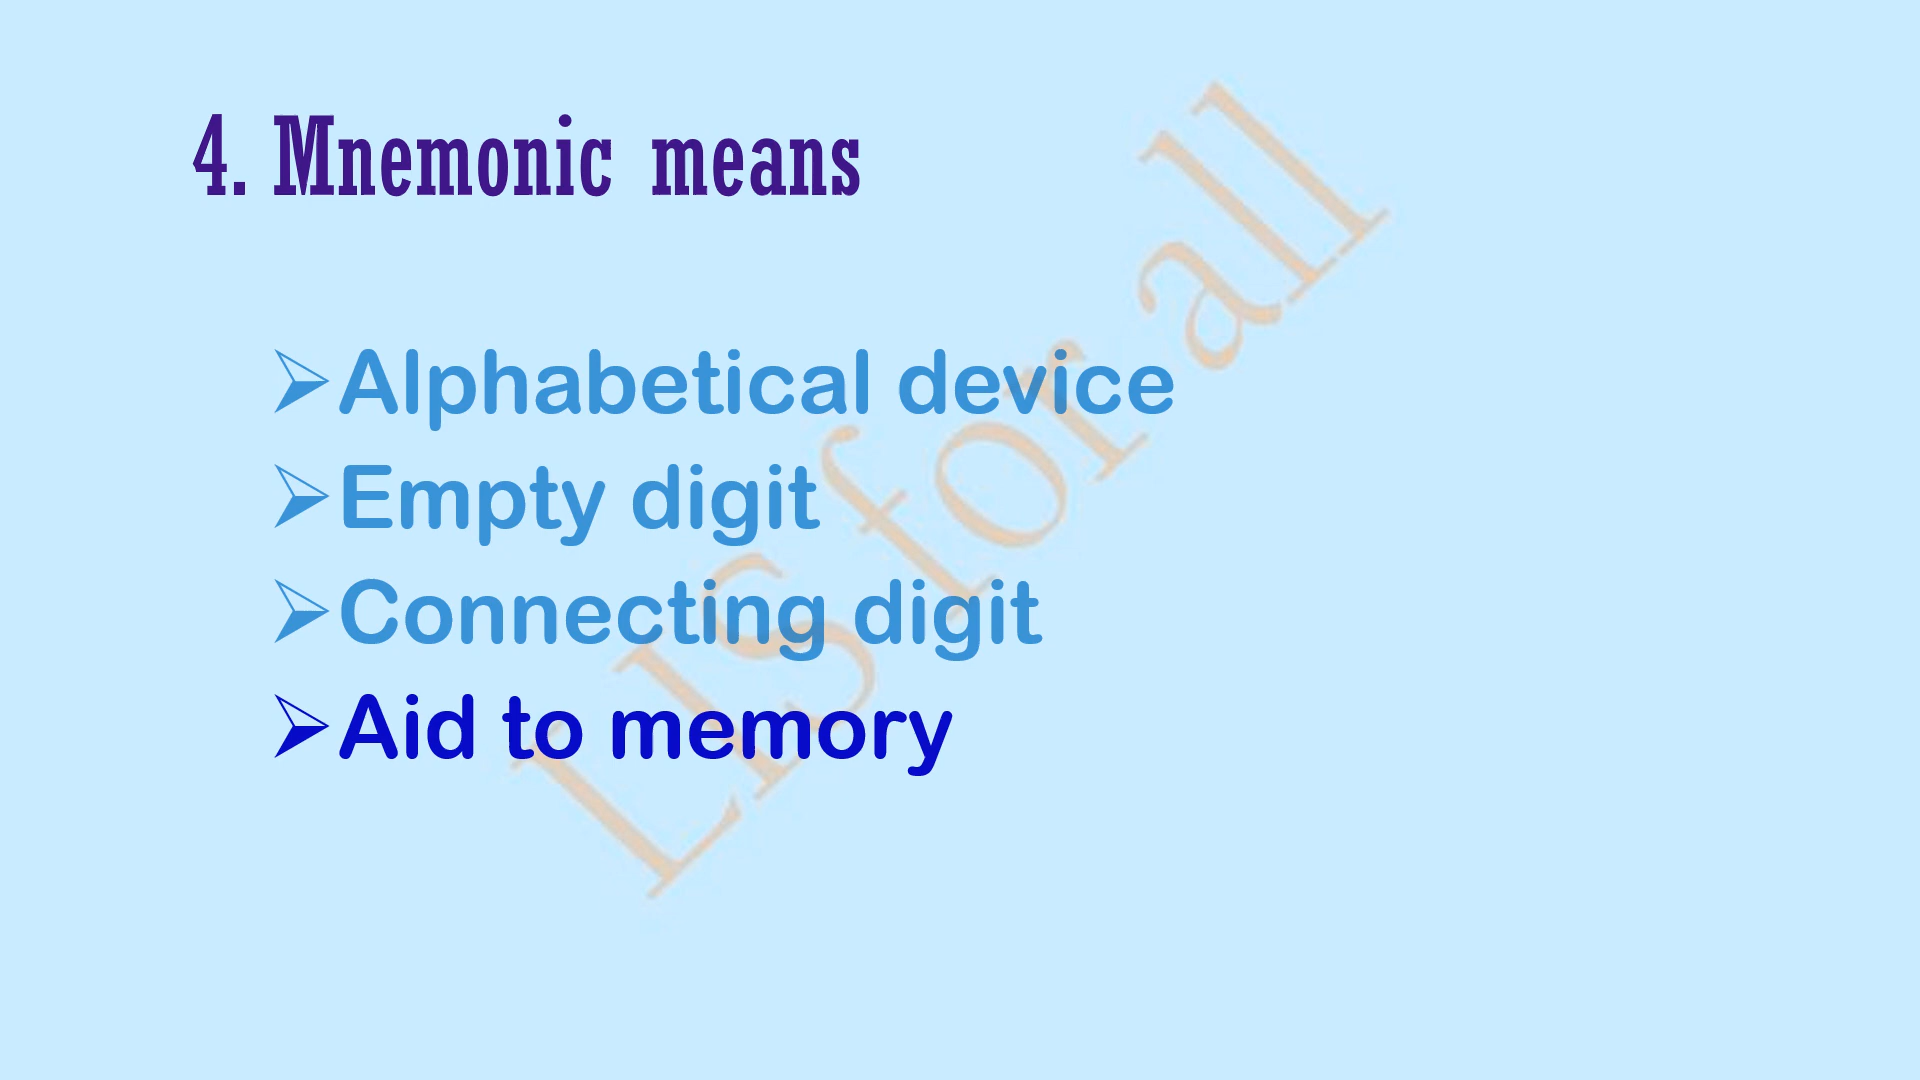 4. Mnemonic means
➢Alphabetical device
➢Empty digit
➢Connecting digit
➢Aid to memory
LIS for all